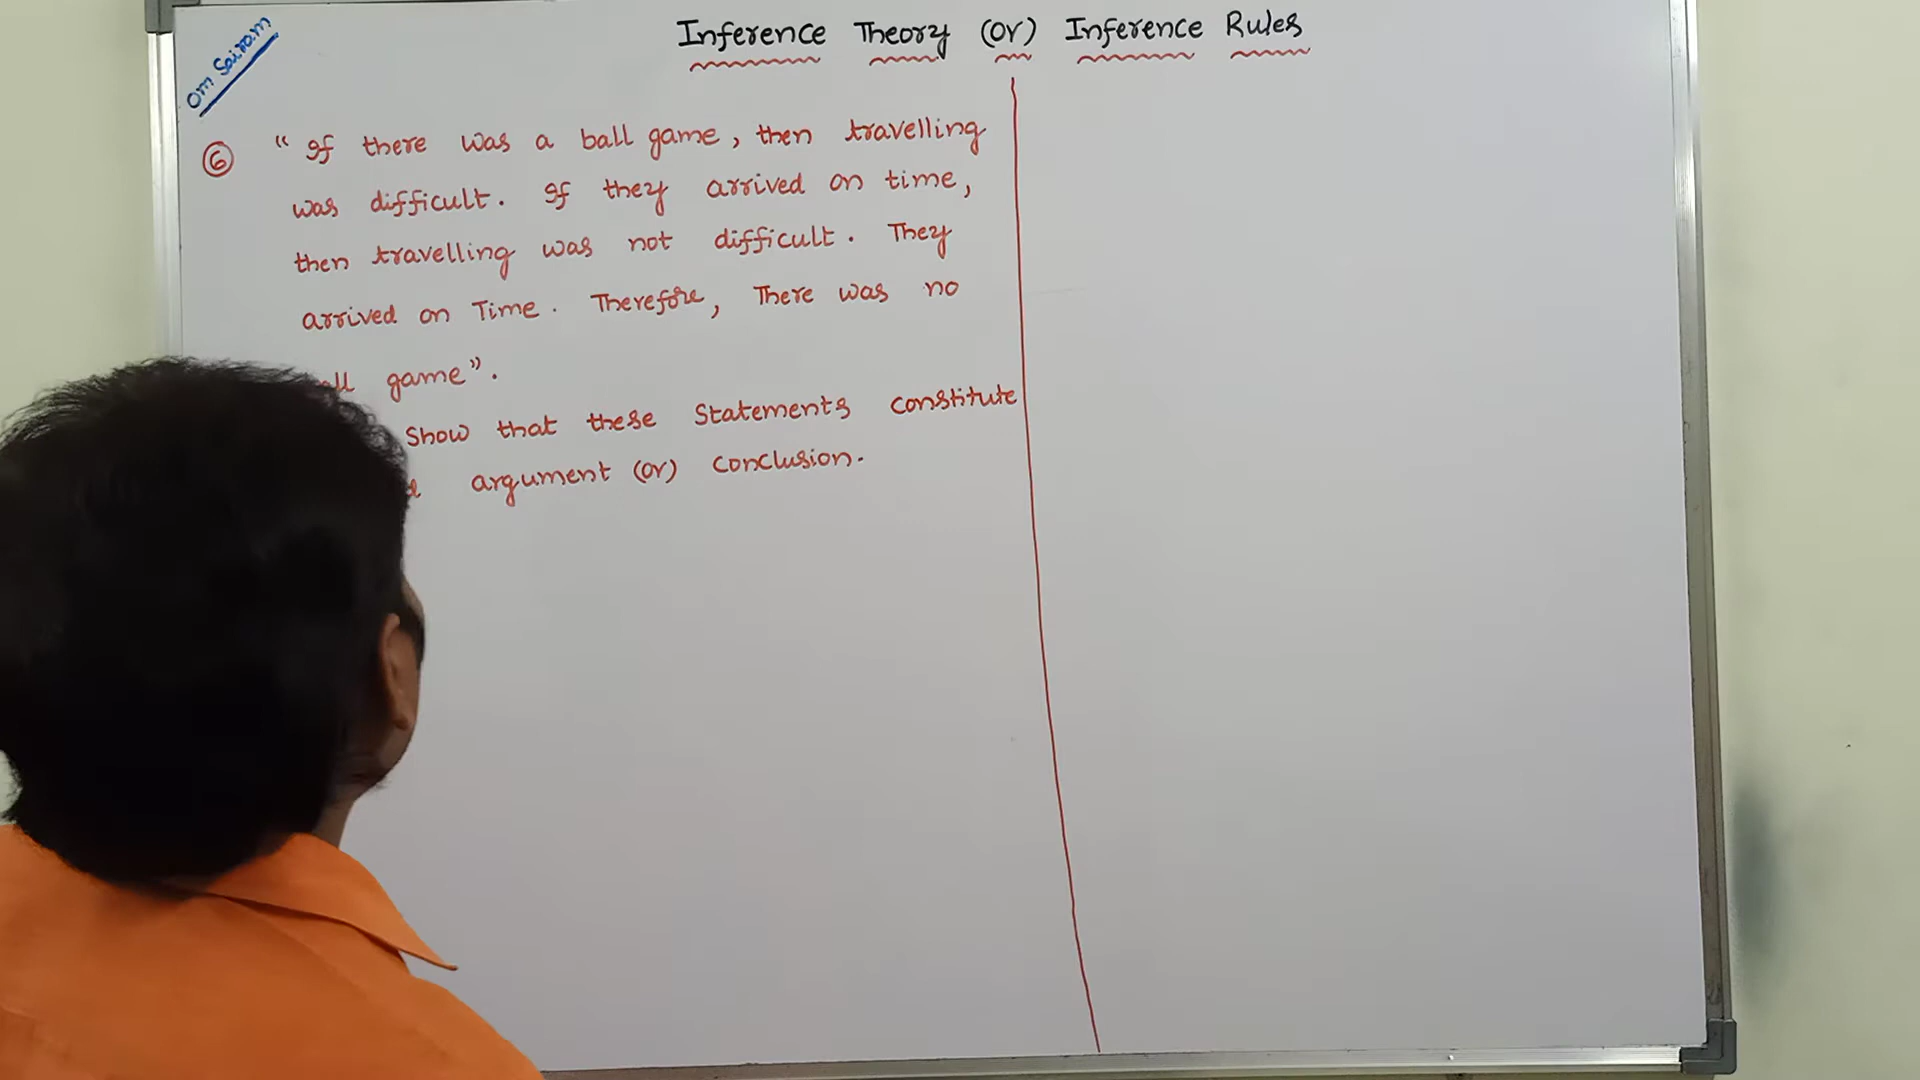 Om Sairam
Inference Theory (or) Inference Rules
⑥ "If there was a ball game, then travelling
was difficult. If they arrived on time,
then travelling was not difficult. They
arrived on Time. Therefore, There was no
game".
Show that these Statements constitute
argument (or) conclusion.